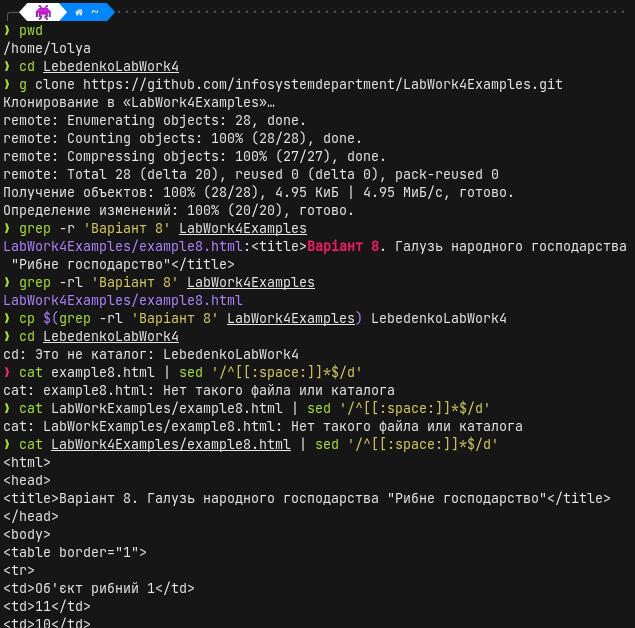 ~
❯ pwd
/home/lolya
❯ cd LebedenkoLabWork4
❯ g clone https://github.com/infosystemdepartment/LabWork4Examples.git
Клонирование в «LabWork4Examples»…
remote: Enumerating objects: 28, done.
remote: Counting objects: 100% (28/28), done.
remote: Compressing objects: 100% (27/27), done.
remote: Total 28 (delta 20), reused 0 (delta 0), pack-reused 0
Получение объектов: 100% (28/28), 4.95 КиБ | 4.95 МиБ/с, готово.
Определение изменений: 100% (20/20), готово.
❯ grep -r 'Варіант 8' LabWork4Examples
LabWork4Examples/example8.html:<title>Варіант 8. Галузь народного господарства
"Рибне господарство"</title>
❯ grep -rl 'Варіант 8' LabWork4Examples
LabWork4Examples/example8.html
❯ cp $(grep -rl 'Варіант 8' LabWork4Examples) LebedenkoLabWork4
❯ cd LebedenkoLabWork4
cd: Это не каталог: LebedenkoLabWork4
❯ cat example8.html | sed '/^[[:space:]]*$/d'
cat: example8.html: Нет такого файла или каталога
❯ cat LabWorkExamples/example8.html | sed '/^[[:space:]]*$/d'
cat: LabWorkExamples/example8.html: Нет такого файла или каталога
❯ cat LabWork4Examples/example8.html | sed '/^[[:space:]]*$/d'
<html>
<head>
<title>Варіант 8. Галузь народного господарства "Рибне господарство"</title>
</head>
<body>
<table border="1">
<tr>
<td>Об'єкт рибний 1</td>
<td>11</td>
<td>10</td>